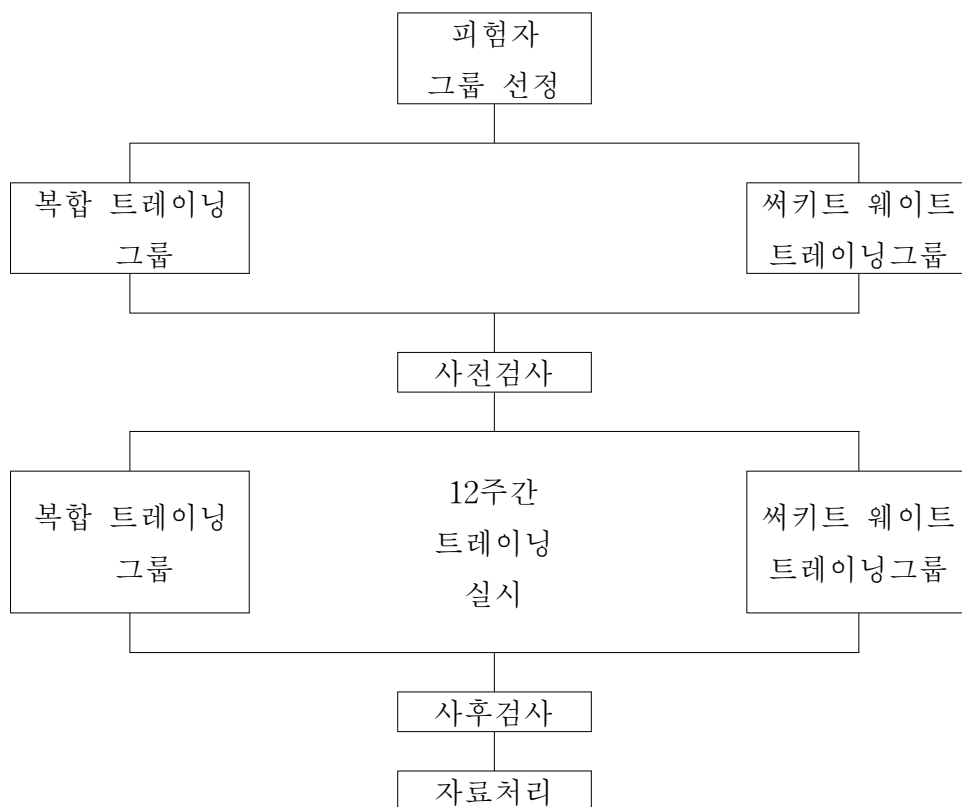 피험자
그룹 선정
복합 트레이닝
그룹
써키트 웨이트
트레이닝그룹
사전검사
복합 트레이닝
그룹
12주간
트레이닝
실시
써키트 웨이트
트레이닝그룹
사후검사
자료처리